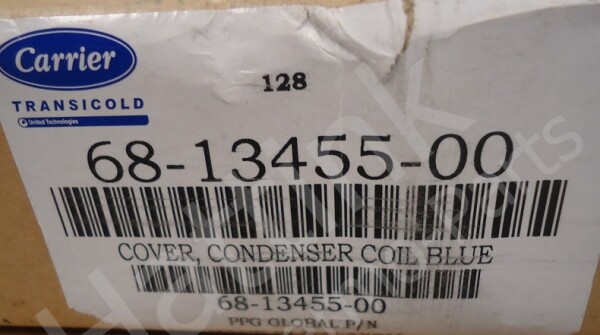 Carrier
128
TRANSICOLD
United Technologies
68-13455-00
COVER, CONDENSER COIL BLUE
68-13455-00
PPG GLOBAL P/N